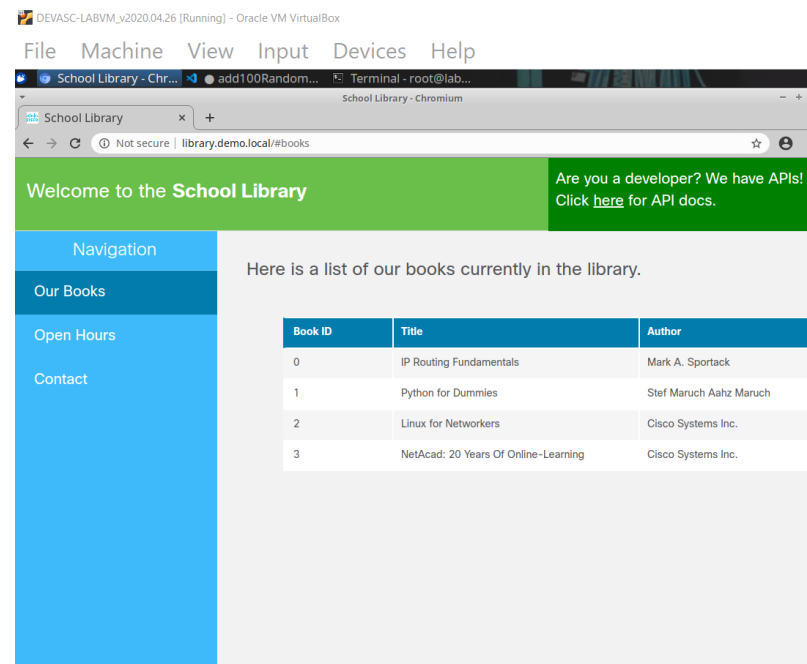 DEVASC-LABVM_v2020.04.26 [Running] - Oracle VM VirtualBox
File Machine View Input Devices Help
School Library - Chr... add100Random... Terminal - root@lab...
School Library - Chromium
School Library
Not secure | library.demo.local/#books
Welcome to the School Library
Are you a developer? We have APIs!
Click here for API docs.
Navigation
Our Books
Open Hours
Contact
Here is a list of our books currently in the library.
Book ID Title Author
0 IP Routing Fundamentals Mark A. Sportack
1 Python for Dummies Stef Maruch Aahz Maruch
2 Linux for Networkers Cisco Systems Inc.
3 NetAcad: 20 Years Of Online-Learning Cisco Systems Inc.